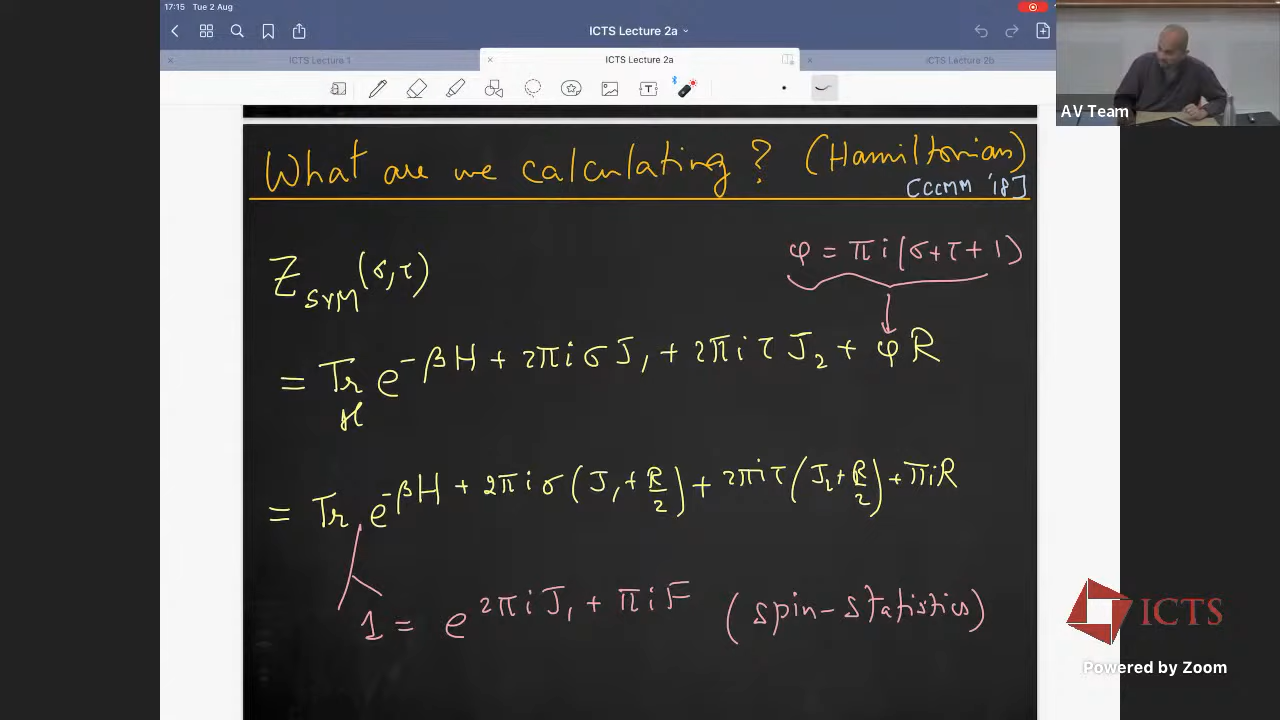 17:15 Tue 2 Aug
ICTS Lecture 2a
ICTS Lecture 1
ICTS Lecture 2a
ICTS Lecture 2b
T
AV Team
What are we calculating? (Hamiltonian)
[CCCMM '18]
φ = πi(σ+τ+1)
Z_SYM (σ,τ)
= Tr_H e^{-βH + 2πiσJ_1 + 2πiτJ_2 + φR}
= Tr e^{-βH + 2πiσ(J_1 + R/2) + 2πiτ(J_2 + R/2) + πiR}
1 = e^{2πiJ_1 + πiF} (spin-statistics)
ICTS
Powered by Zoom